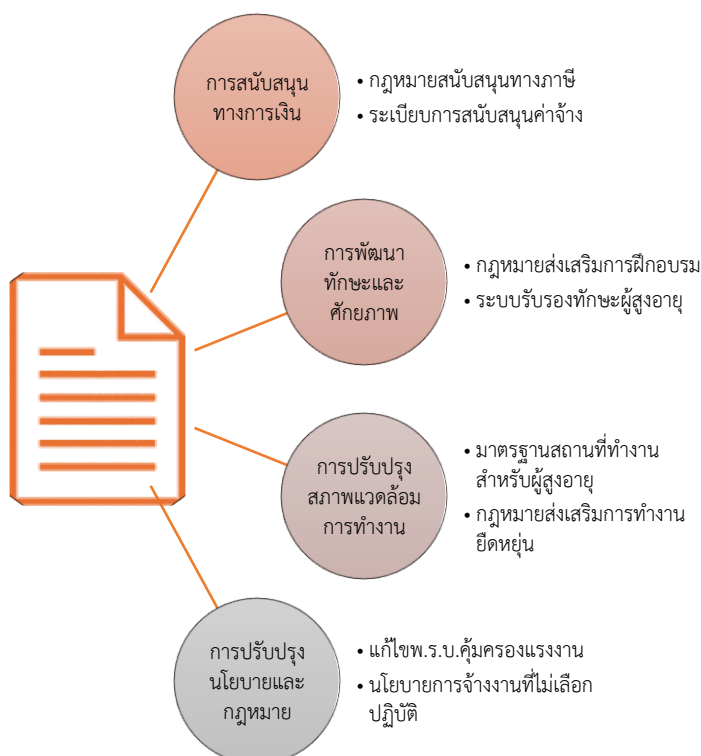 การสนับสนุน
ทางการเงิน
• กฎหมายสนับสนุนทางภาษี
• ระเบียบการสนับสนุนค่าจ้าง
การพัฒนา
ทักษะและ
ศักยภาพ
• กฎหมายส่งเสริมการฝึกอบรม
• ระบบรับรองทักษะผู้สูงอายุ
การปรับปรุง
สภาพแวดล้อม
การทำงาน
• มาตรฐานสถานที่ทำงาน
สำหรับผู้สูงอายุ
• กฎหมายส่งเสริมการทำงาน
ยืดหยุ่น
การปรับปรุง
นโยบายและ
กฎหมาย
• แก้ไขพ.ร.บ.คุ้มครองแรงงาน
• นโยบายการจ้างงานที่ไม่เลือก
ปฏิบัติ